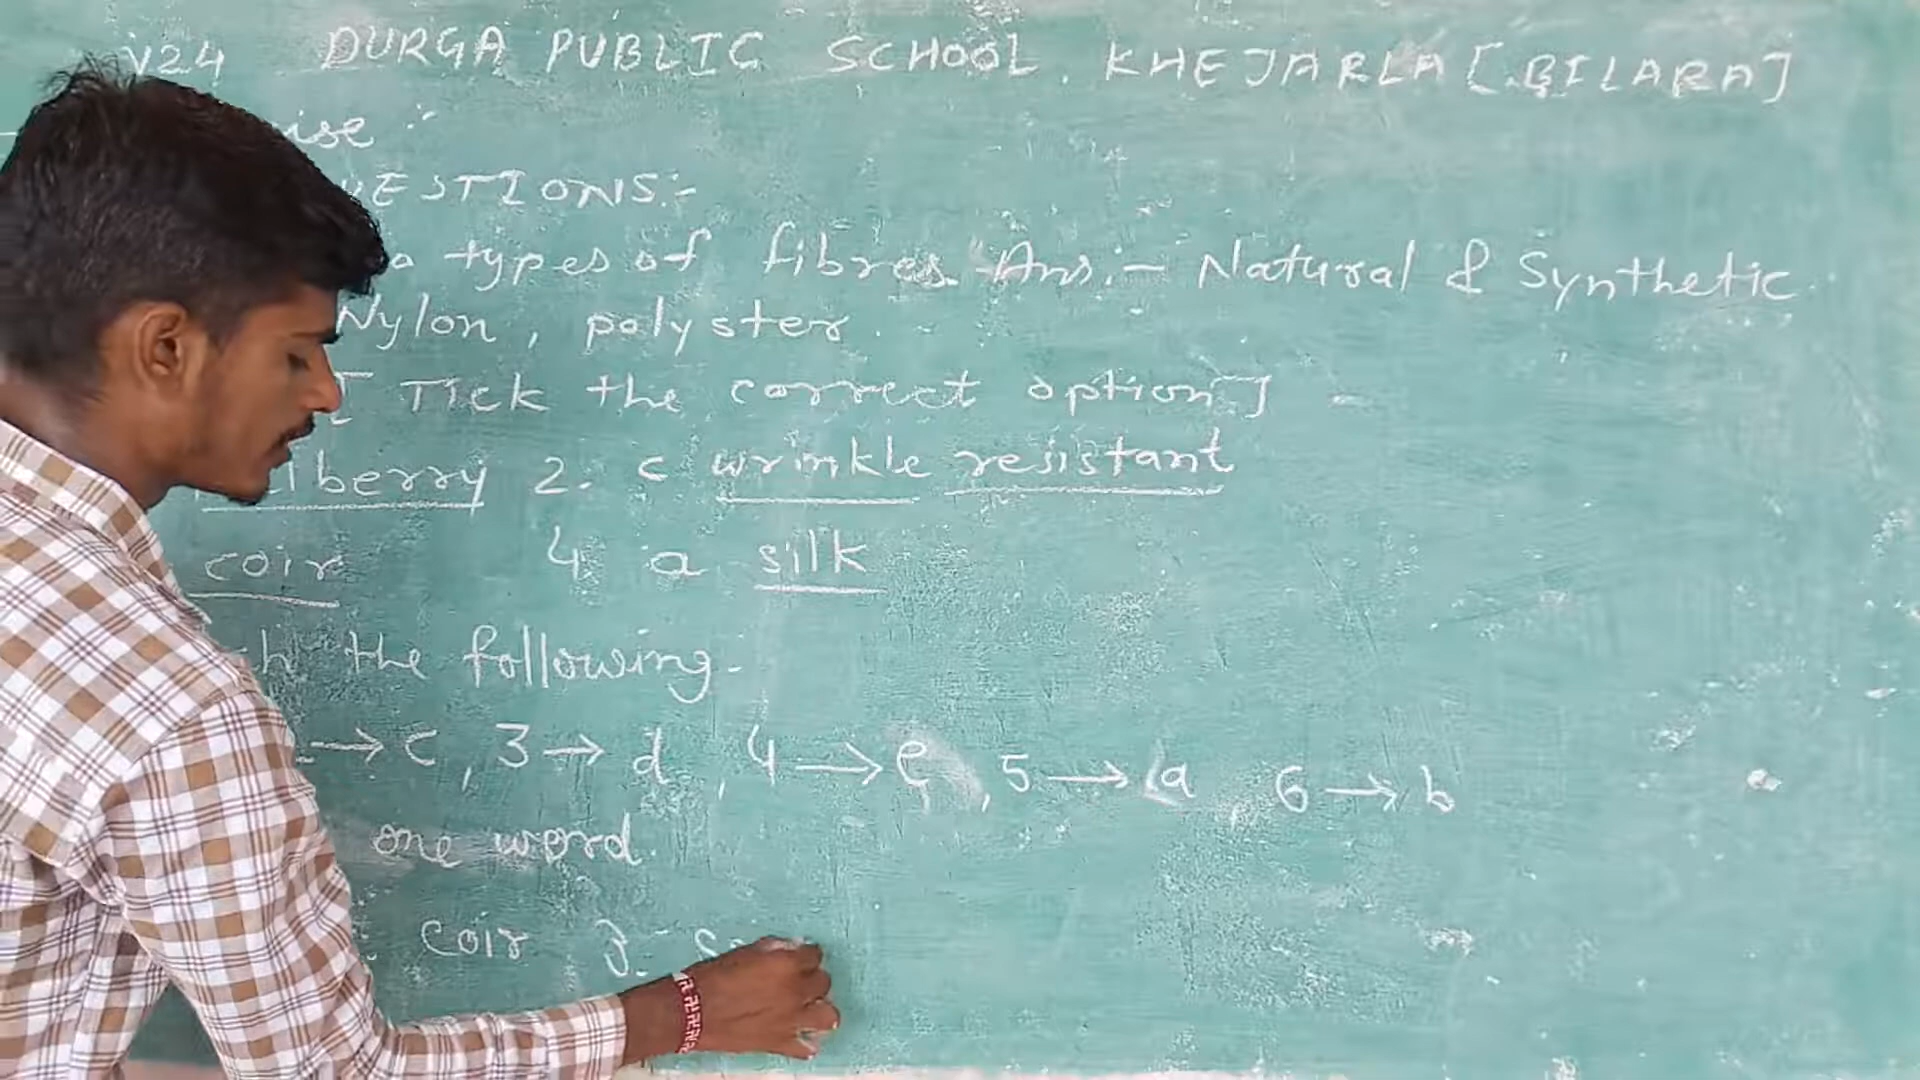 V24 DURGA PUBLIC SCHOOL. KHEJARLA [BILARA]
ise :-
ESTIONS:-
o types of fibres Ans:- Natural & Synthetic
Nylon, polyster.
[ TICK the correct option] -
lberry 2. c wrinkle resistant
coir 4 a silk
h the following-
→ c, 3 → d, 4 → e, 5 → a, 6 → b
one word.
coir 3.